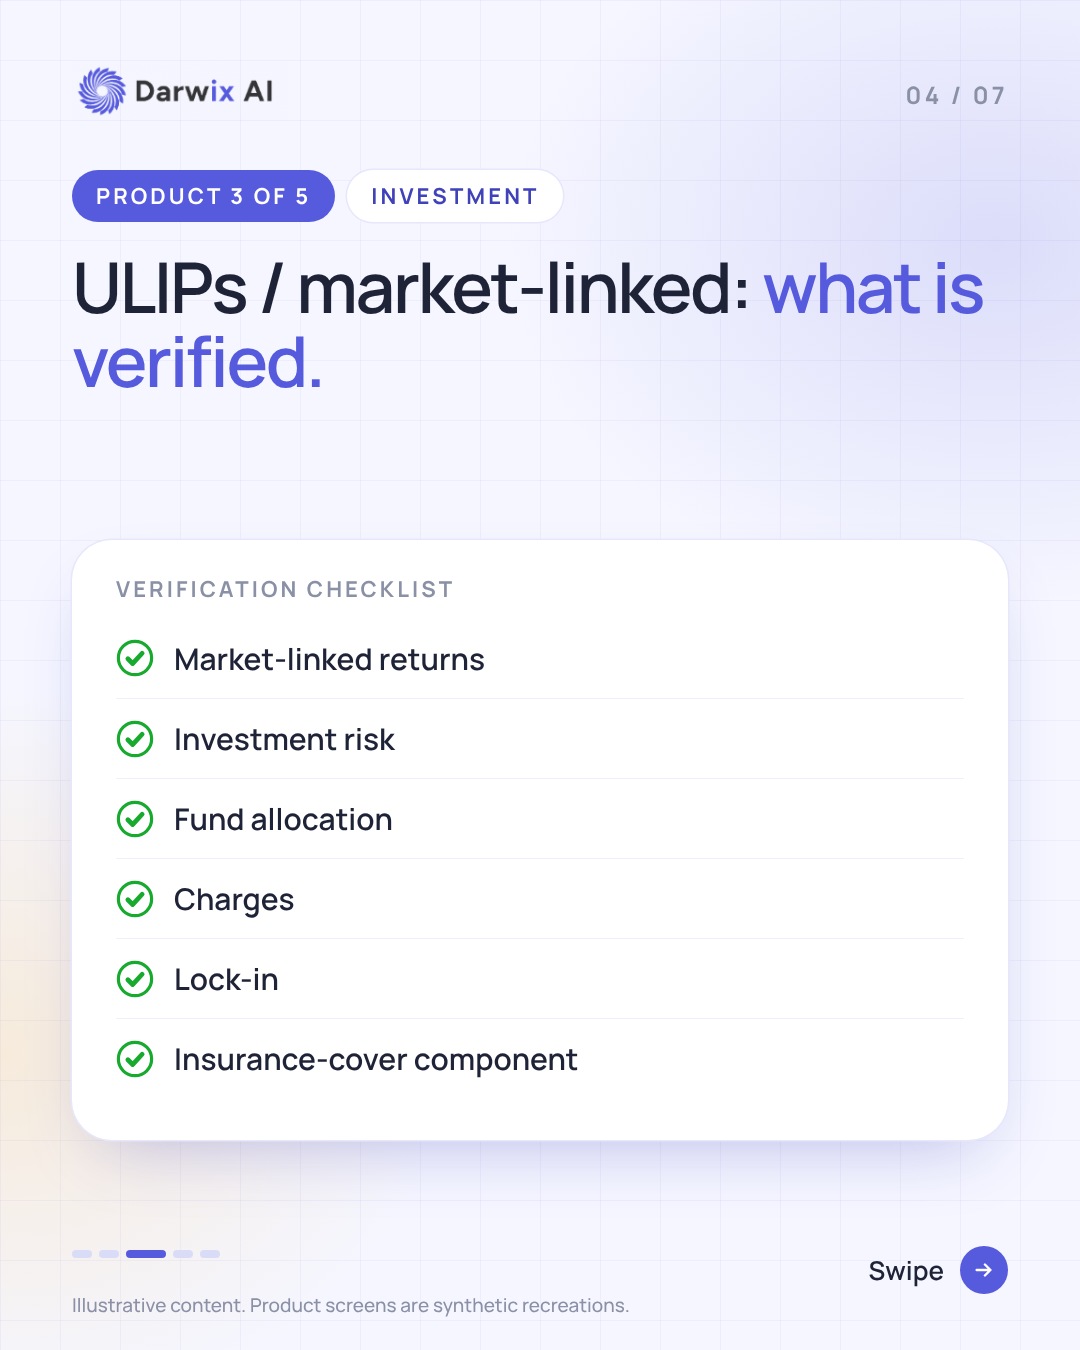 Darwix AI
04 / 07
PRODUCT 3 OF 5
INVESTMENT
ULIPs / market-linked: what is
verified.
VERIFICATION CHECKLIST
Market-linked returns
Investment risk
Fund allocation
Charges
Lock-in
Insurance-cover component
Swipe
Illustrative content. Product screens are synthetic recreations.